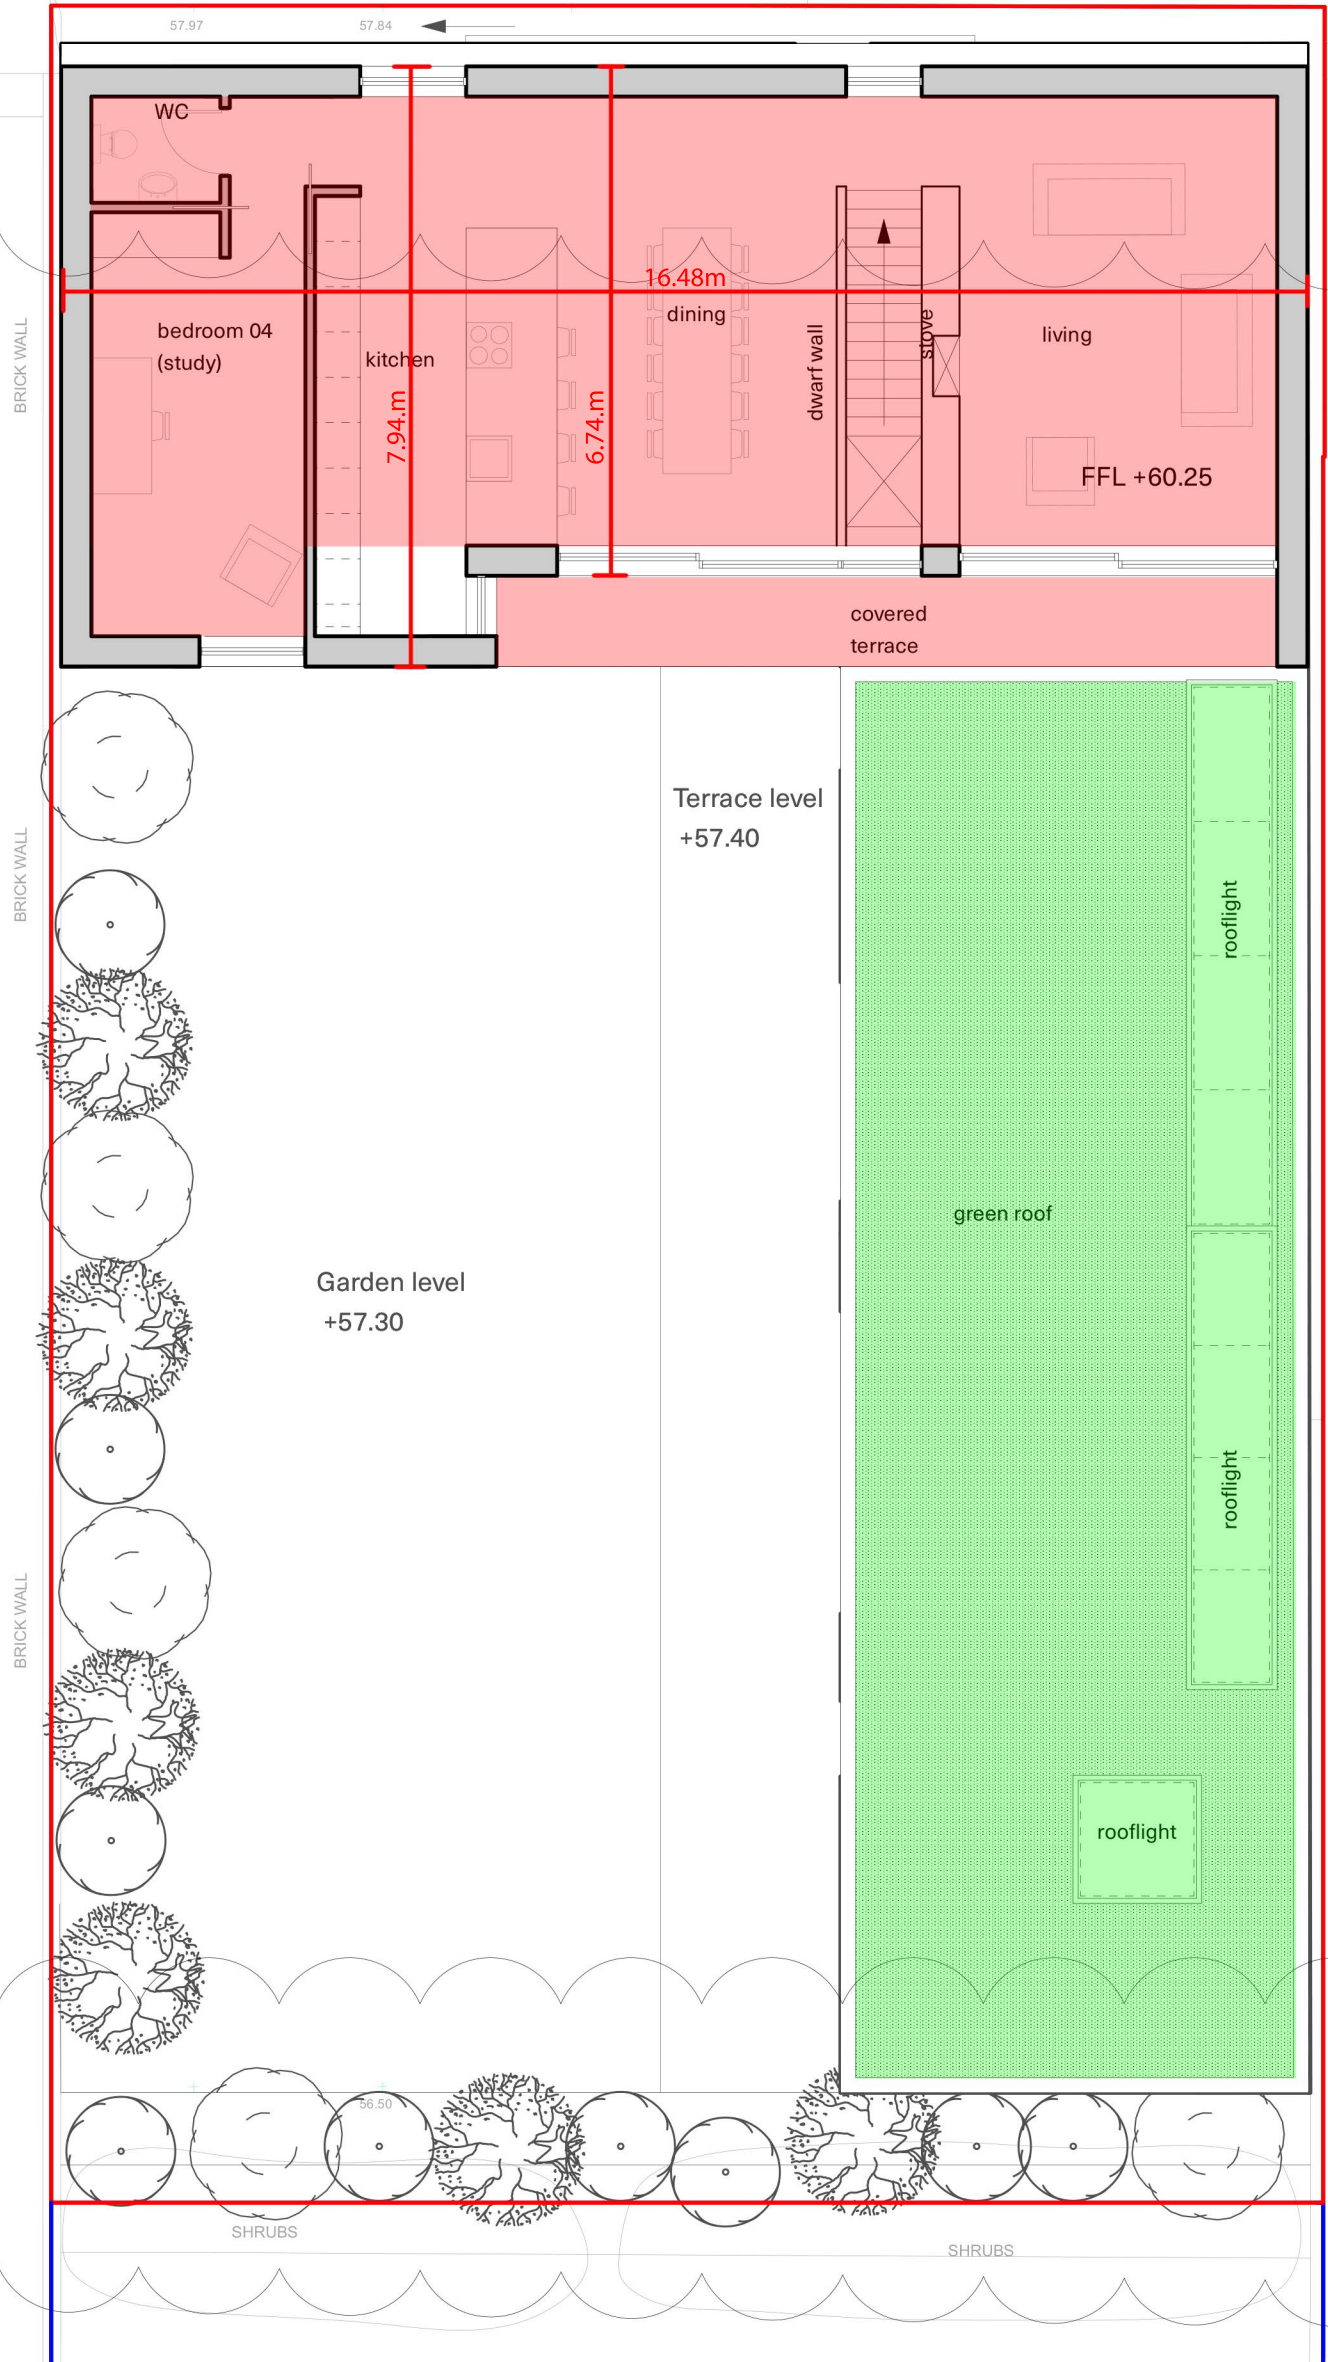 57.97
57.84
WC
16.48m
dining
bedroom 04
(study)
kitchen
dwarf wall
stove
living
BRICK WALL
7.94.m
6.74.m
FFL +60.25
covered
terrace
Terrace level
+57.40
BRICK WALL
rooflight
green roof
Garden level
+57.30
rooflight
BRICK WALL
rooflight
56.50
SHRUBS
SHRUBS